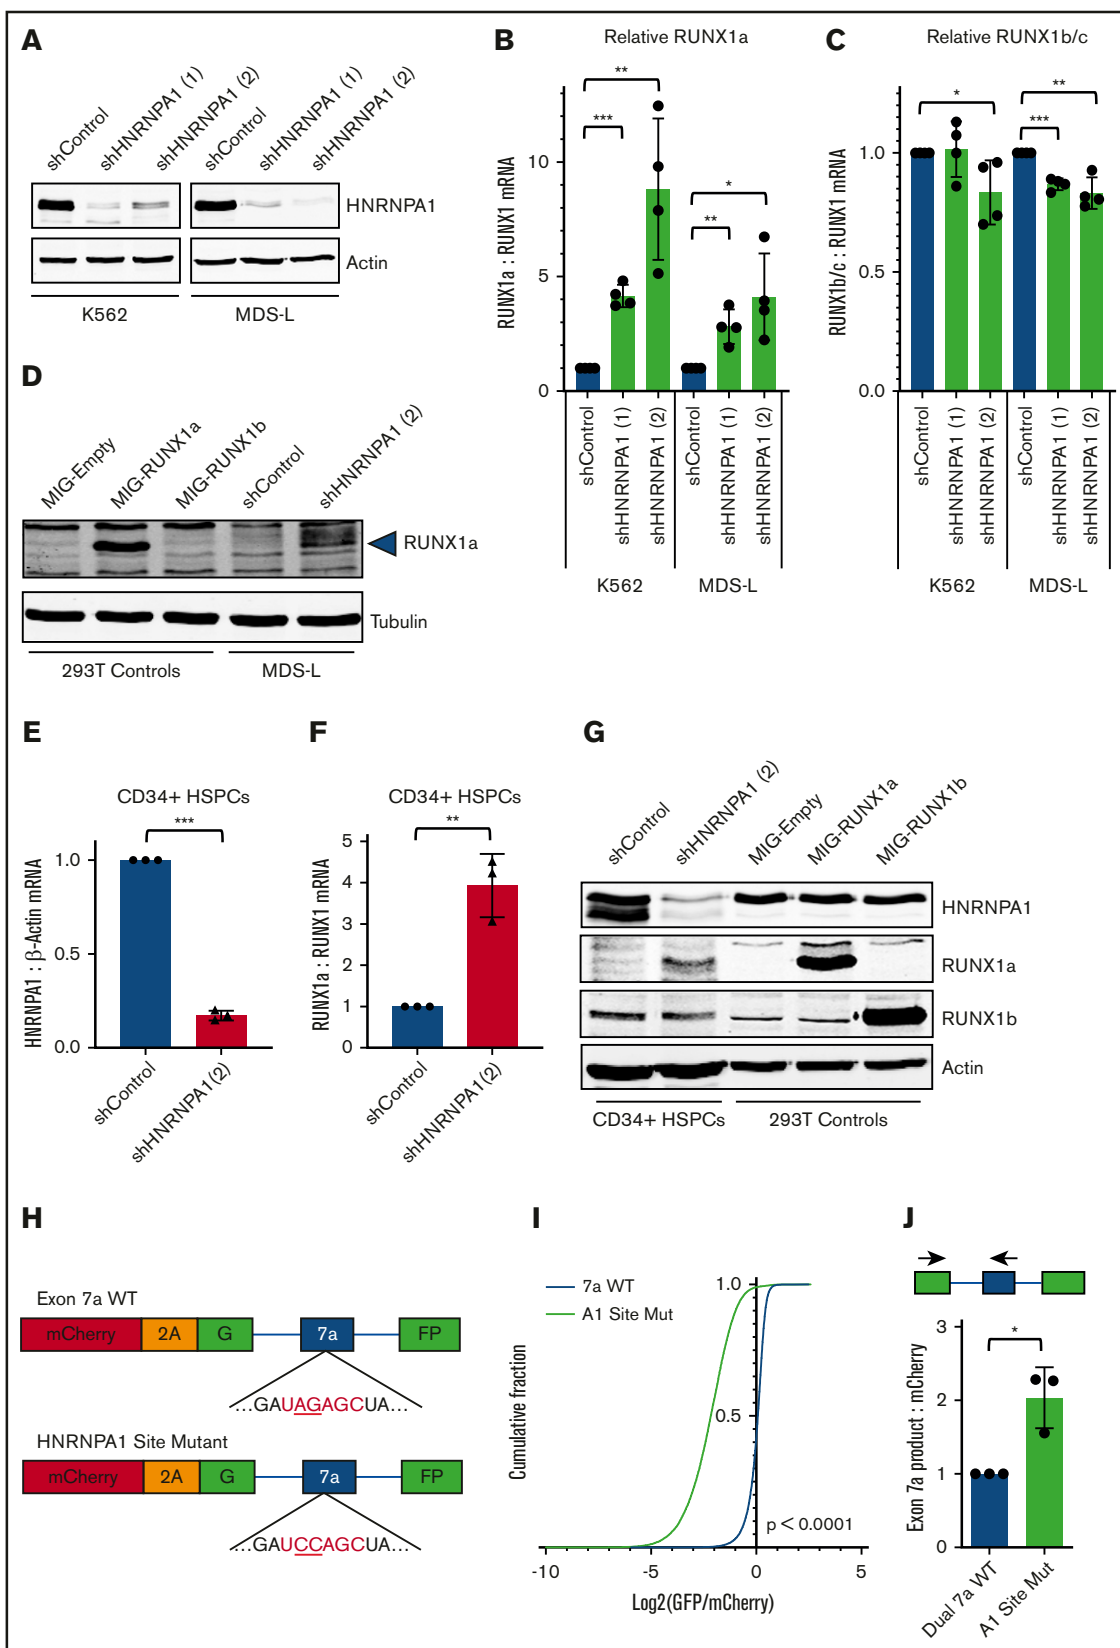 A
shControl
shHNRNPA1 (1)
shHNRNPA1 (2)
shControl
shHNRNPA1 (1)
shHNRNPA1 (2)
HNRNPA1
Actin
K562
MDS-L
B
Relative RUNX1a
RUNX1a : RUNX1 mRNA
10
5
0
***
**
**
*
shControl
shHNRNPA1 (1)
shHNRNPA1 (2)
shControl
shHNRNPA1 (1)
shHNRNPA1 (2)
K562
MDS-L
C
Relative RUNX1b/c
RUNX1b/c : RUNX1 mRNA
1.0
0.5
0.0
*
***
**
shControl
shHNRNPA1 (1)
shHNRNPA1 (2)
shControl
shHNRNPA1 (1)
shHNRNPA1 (2)
K562
MDS-L
D
MIG-Empty
MIG-RUNX1a
MIG-RUNX1b
shControl
shHNRNPA1 (2)
RUNX1a
Tubulin
293T Controls
MDS-L
E
CD34+ HSPCs
***
HNRNPA1 : β-Actin mRNA
1.0
0.5
0.0
shControl
shHNRNPA1(2)
F
CD34+ HSPCs
**
RUNX1a : RUNX1 mRNA
5
4
3
2
1
0
shControl
shHNRNPA1(2)
G
shControl
shHNRNPA1 (2)
MIG-Empty
MIG-RUNX1a
MIG-RUNX1b
HNRNPA1
RUNX1a
RUNX1b
Actin
CD34+ HSPCs
293T Controls
H
Exon 7a WT
mCherry 2A G 7a FP
...GAUAGAGCUA...
HNRNPA1 Site Mutant
mCherry 2A G 7a FP
...GAUCCAGCUA...
I
7a WT
A1 Site Mut
Cumulative fraction
1.0
0.5
p < 0.0001
-10 -5 0 5
Log2(GFP/mCherry)
J
*
Exon 7a product : mCherry
3
2
1
0
Dual 7a WT
A1 Site Mut